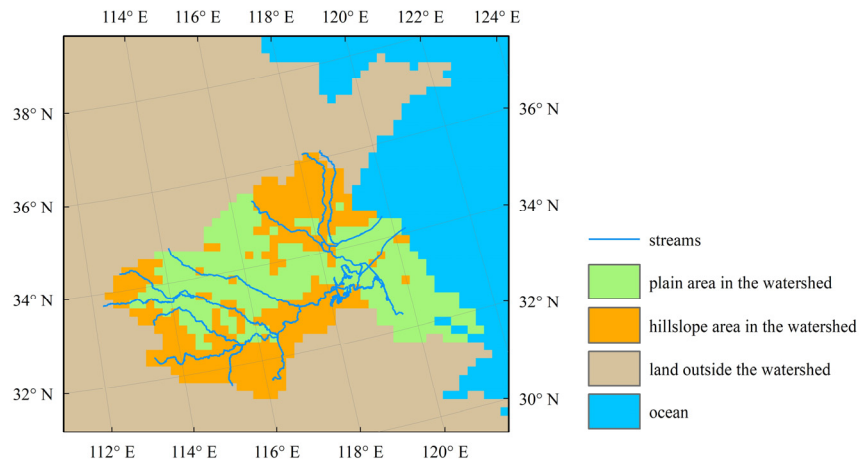 114° E 116° E 118° E 120° E 122° E 124° E
38° N
36° N
34° N
32° N
36° N
34° N
32° N
30° N
112° E 114° E 116° E 118° E 120° E
streams
plain area in the watershed
hillslope area in the watershed
land outside the watershed
ocean